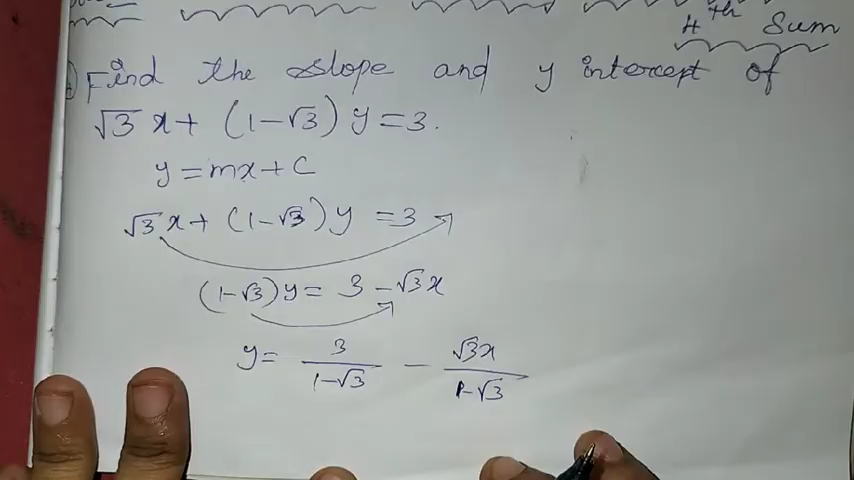 4th Sum
Find the slope and y intercept of
√3 x + (1-√3) y = 3.
y = mx + C
√3 x + (1-√3) y = 3
(1-√3) y = 3 - √3 x
y = 3/(1-√3) - √3x/(1-√3)